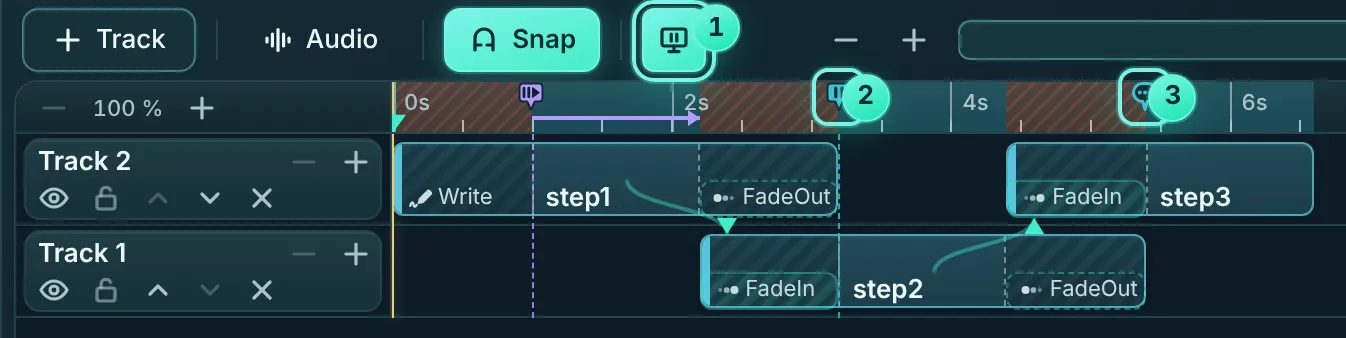 + Track Audio Snap 1 — +
— 100 % + 0s 2s 2 4s 3 6s
Track 2 — +
Write step1 FadeOut FadeIn step3
Track 1 — +
FadeIn step2 FadeOut